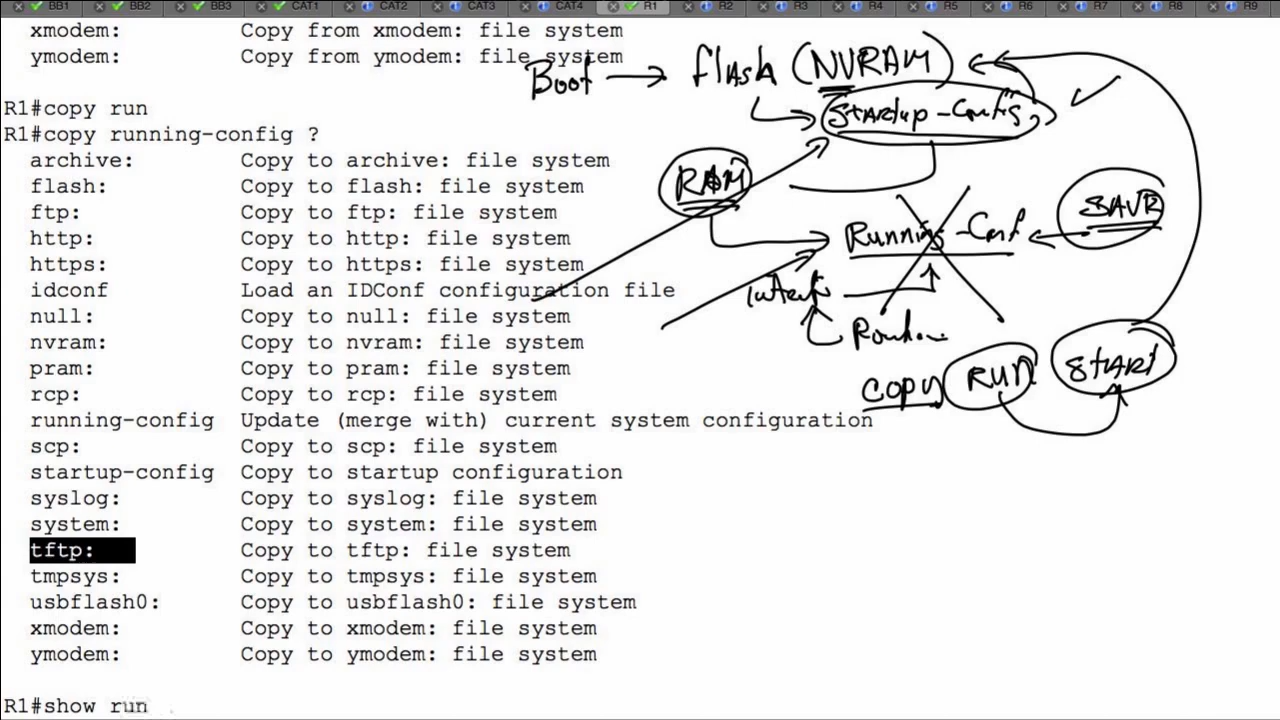 BB1 BB2 BB3 CAT1 CAT2 CAT3 CAT4 R1 R2 R3 R4 R5 R6 R7 R8 R9
xmodem: Copy from xmodem: file system
ymodem: Copy from ymodem: file system
R1#copy run
R1#copy running-config ?
archive: Copy to archive: file system
flash: Copy to flash: file system
ftp: Copy to ftp: file system
http: Copy to http: file system
https: Copy to https: file system
idconf Load an IDConf configuration file
null: Copy to null: file system
nvram: Copy to nvram: file system
pram: Copy to pram: file system
rcp: Copy to rcp: file system
running-config Update (merge with) current system configuration
scp: Copy to scp: file system
startup-config Copy to startup configuration
syslog: Copy to syslog: file system
system: Copy to system: file system
tftp: Copy to tftp: file system
tmpsys: Copy to tmpsys: file system
usbflash0: Copy to usbflash0: file system
xmodem: Copy to xmodem: file system
ymodem: Copy to ymodem: file system
R1#show run
Boot flash (NVRAM)
Startup-Config
RAM
Running-Conf SAVE
COPY RUN START